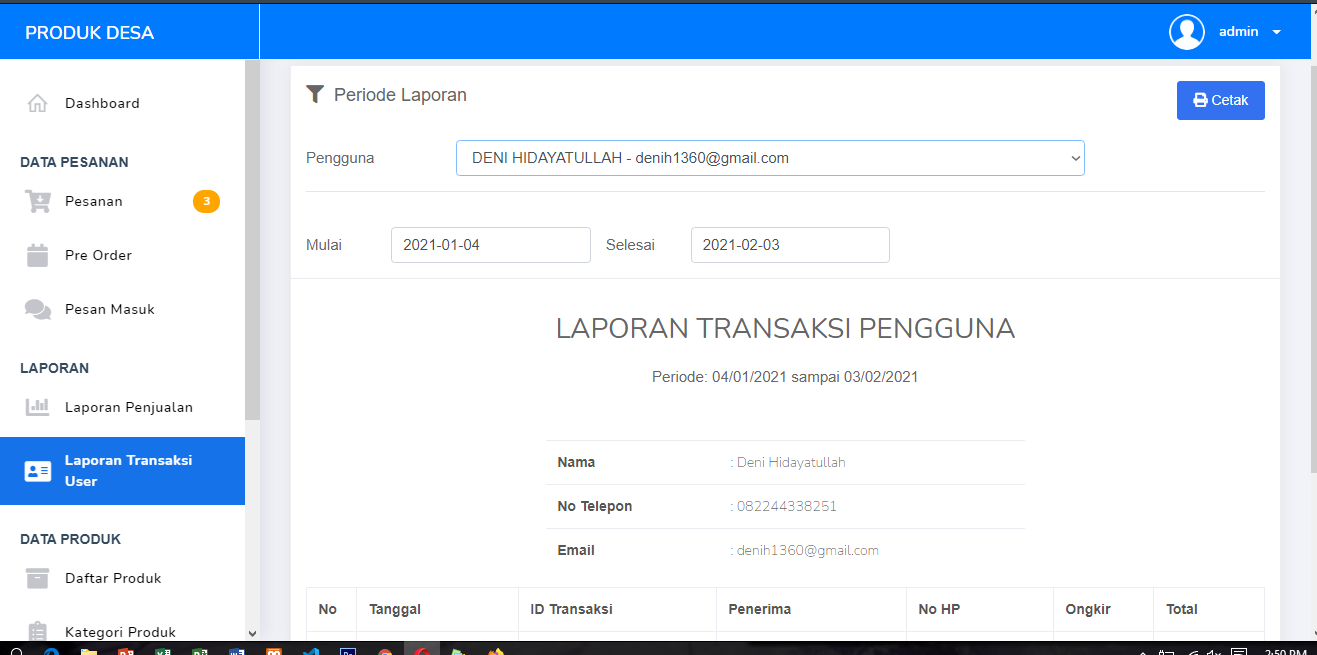 PRODUK DESA
admin
Dashboard
DATA PESANAN
Pesanan 3
Pre Order
Pesan Masuk
LAPORAN
Laporan Penjualan
Laporan Transaksi
User
DATA PRODUK
Daftar Produk
Kategori Produk
Periode Laporan
Cetak
Pengguna DENI HIDAYATULLAH - denih1360@gmail.com
Mulai 2021-01-04 Selesai 2021-02-03
LAPORAN TRANSAKSI PENGGUNA
Periode: 04/01/2021 sampai 03/02/2021
Nama : Deni Hidayatullah
No Telepon : 082244338251
Email : denih1360@gmail.com
No Tanggal ID Transaksi Penerima No HP Ongkir Total
2:50 PM